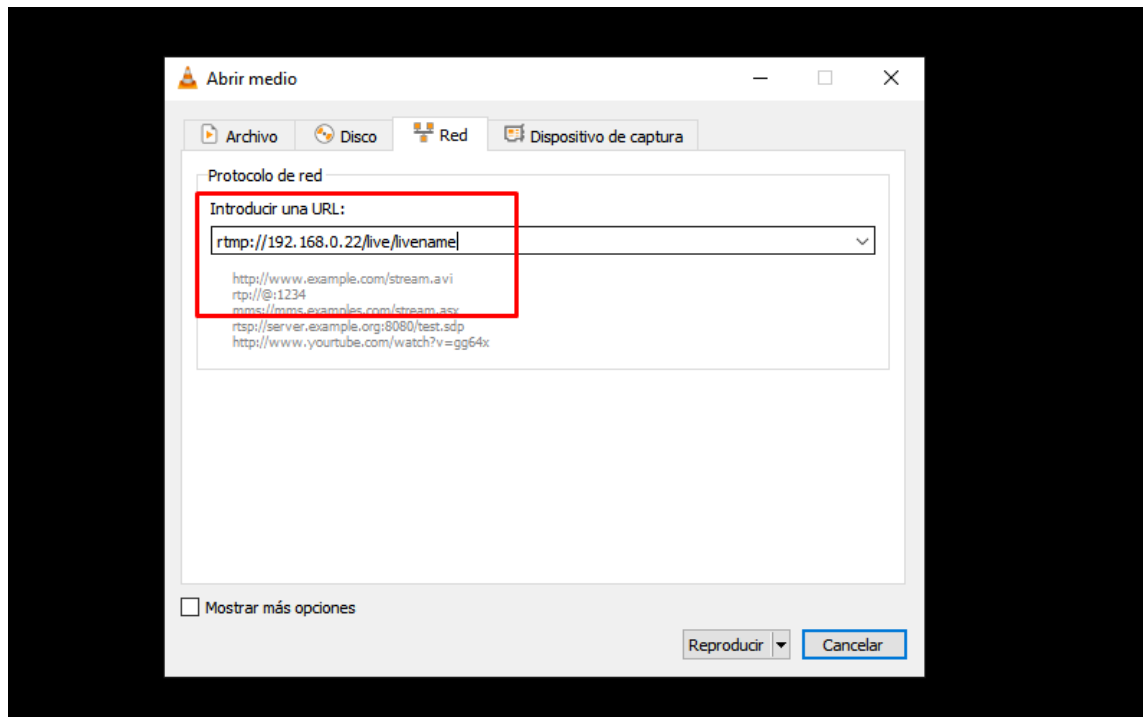 Abrir medio
Archivo Disco Red Dispositivo de captura
Protocolo de red
Introducir una URL:
rtmp://192.168.0.22/live/livename
http://www.example.com/stream.avi
rtp://@:1234
mms://mms.examples.com/stream.asx
rtsp://server.example.org:8080/test.sdp
http://www.yourtube.com/watch?v=gg64x
Mostrar más opciones
Reproducir Cancelar